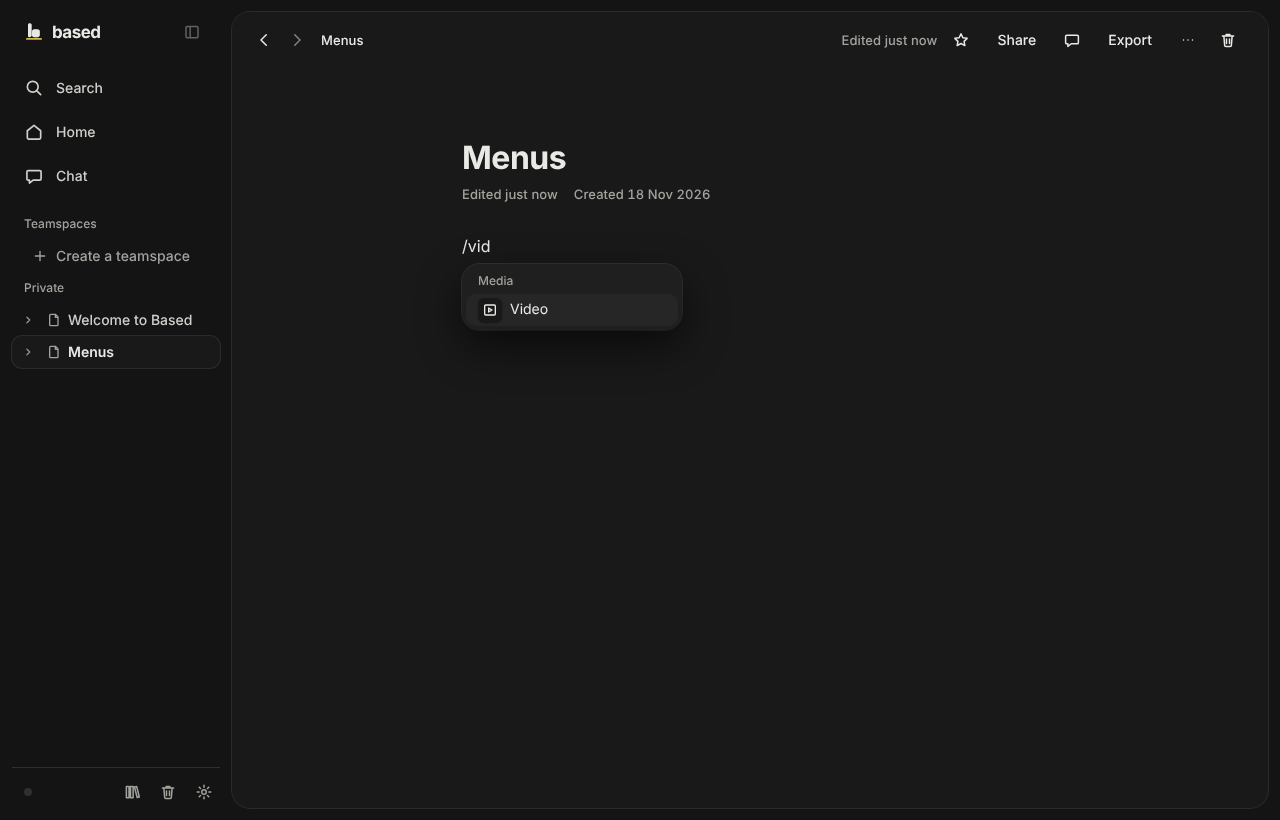 based
Search
Home
Chat
Teamspaces
Create a teamspace
Private
Welcome to Based
Menus
Menus
Edited just now
Share
Export
Menus
Edited just now Created 18 Nov 2026
/vid
Media
Video